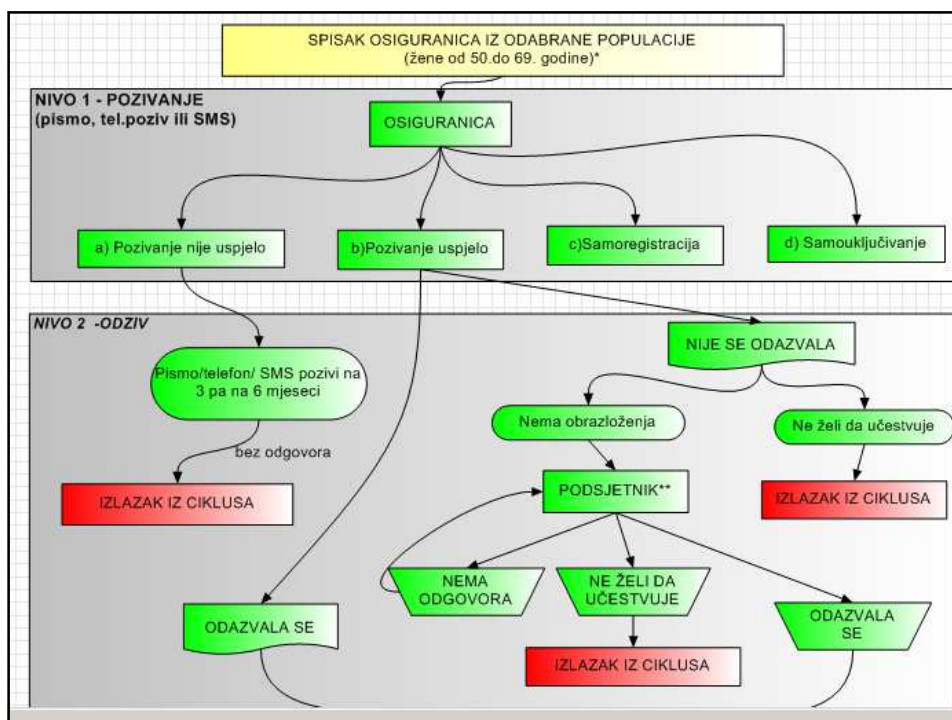 SPISAK OSIGURANICA IZ ODABRANE POPULACIJE
(žene od 50.do 69. godine)*
NIVO 1 - POZIVANJE
(pismo, tel.poziv ili SMS)
OSIGURANICA
a) Pozivanje nije uspjelo
b)Pozivanje uspjelo
c)Samoregistracija
d) Samouključivanje
NIVO 2 -ODZIV
NIJE SE ODAZVALA
Pismo/telefon/ SMS pozivi na
3 pa na 6 mjeseci
Nema obrazloženja
Ne želi da učestvuje
bez odgovora
IZLAZAK IZ CIKLUSA
PODSJETNIK**
IZLAZAK IZ CIKLUSA
NEMA
ODGOVORA
NE ŽELI DA
UČESTVUJE
ODAZVALA SE
ODAZVALA
SE
IZLAZAK IZ CIKLUSA